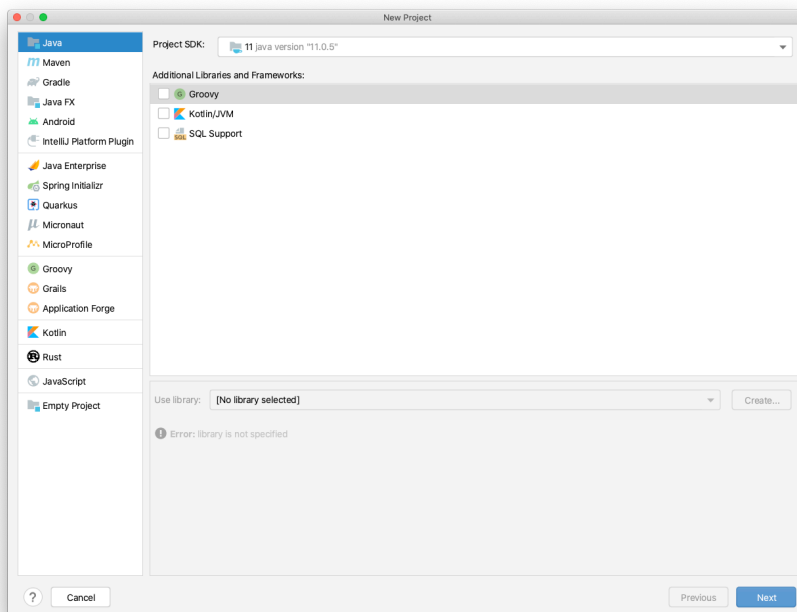 New Project
Java
Maven
Gradle
Java FX
Android
IntelliJ Platform Plugin
Java Enterprise
Spring Initializr
Quarkus
Micronaut
MicroProfile
G Groovy
Grails
Application Forge
Kotlin
Rust
JavaScript
Empty Project
Project SDK: 11 java version "11.0.5"
Additional Libraries and Frameworks:
G Groovy
Kotlin/JVM
SQL SQL Support
Use library: [No library selected] Create...
! Error: library is not specified
? Cancel Previous Next